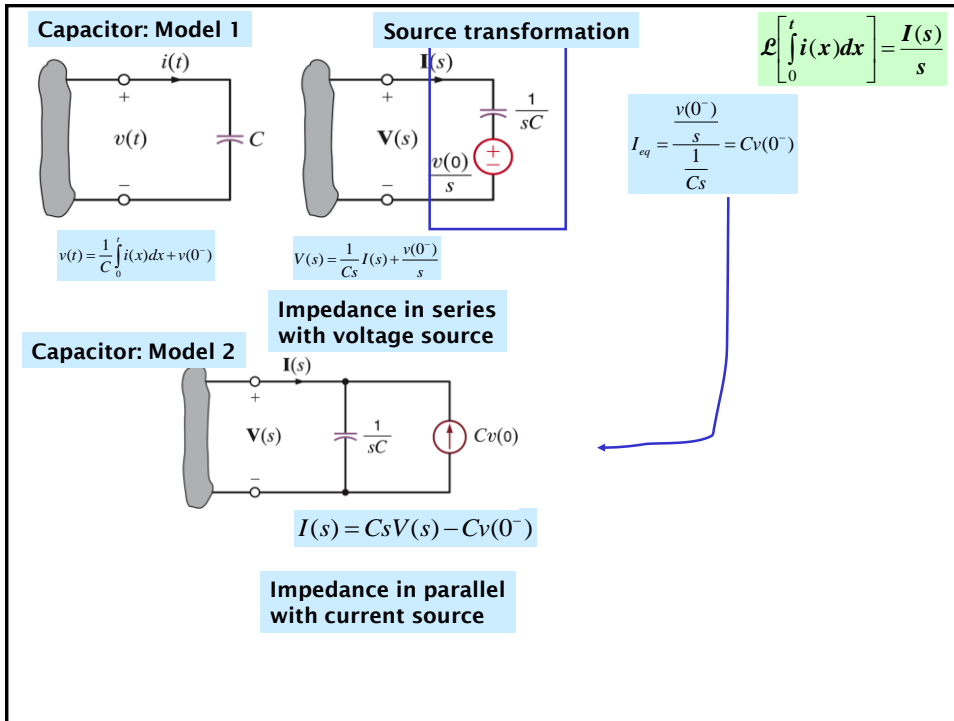 Capacitor: Model 1
Source transformation
ℒ[∫₀ᵗ i(x)dx] = I(s)/s
i(t)
+
v(t)
C
−
I(s)
+
V(s)
1/sC
v(0)/s
+
−
−
I_eq = (v(0⁻)/s)/(1/Cs) = Cv(0⁻)
v(t) = 1/C ∫₀ᵗ i(x)dx + v(0⁻)
V(s) = 1/Cs I(s) + v(0⁻)/s
Impedance in series
with voltage source
Capacitor: Model 2
I(s)
+
V(s)
1/sC
Cv(0)
−
I(s) = CsV(s) − Cv(0⁻)
Impedance in parallel
with current source